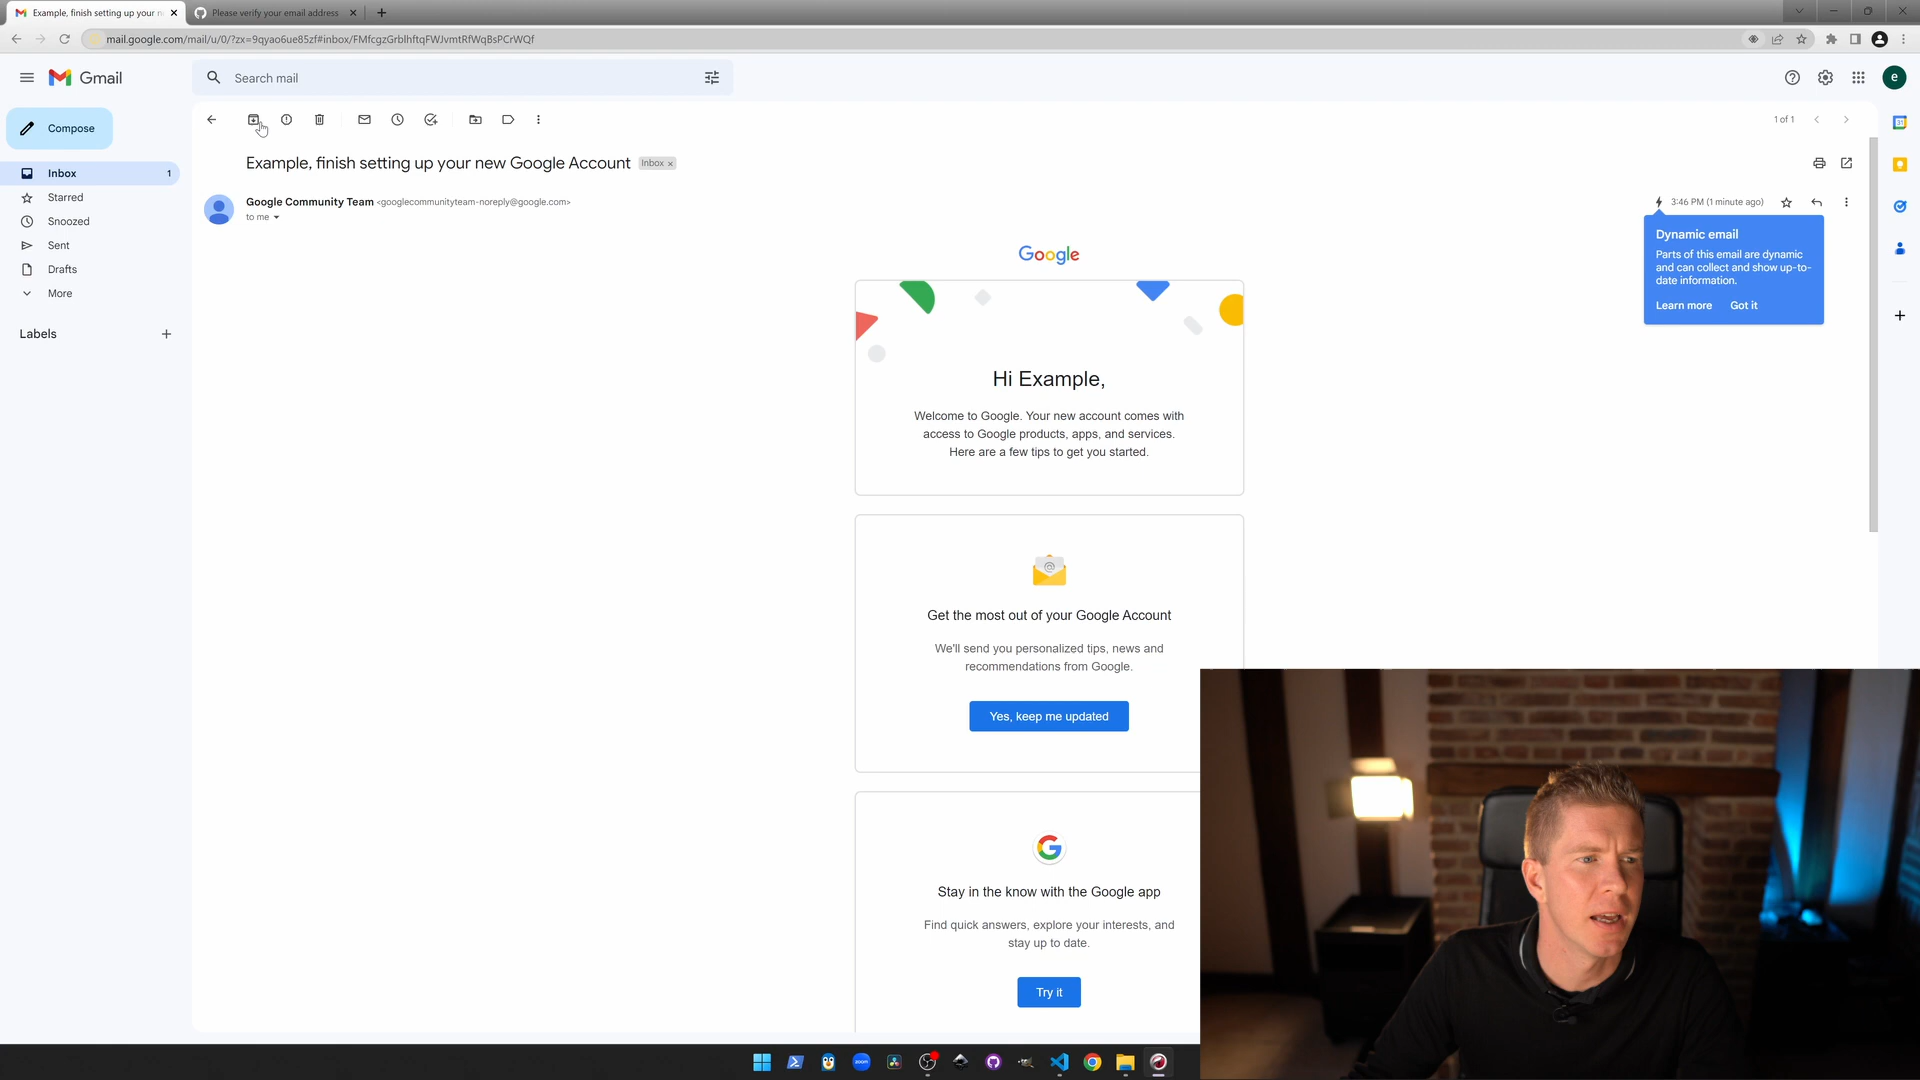 Example, finish setting up your n
Please verify your email address
mail.google.com/mail/u/0/?zx=9qyao6ue85zf#inbox/FMfcgzGrblhftqFWJvmtRfWqBsPCrWQf
Gmail
Search mail
e
Compose
1 of 1
Inbox 1
Starred
Snoozed
Sent
Drafts
More
Labels
Example, finish setting up your new Google Account
Inbox x
Google Community Team <googlecommunityteam-noreply@google.com>
to me
3:46 PM (1 minute ago)
Dynamic email
Parts of this email are dynamic
and can collect and show up-to-
date information.
Learn more Got it
Google
Hi Example,
Welcome to Google. Your new account comes with
access to Google products, apps, and services.
Here are a few tips to get you started.
@
Get the most out of your Google Account
We'll send you personalized tips, news and
recommendations from Google.
Yes, keep me updated
G
Stay in the know with the Google app
Find quick answers, explore your interests, and
stay up to date.
Try it
31
zoom